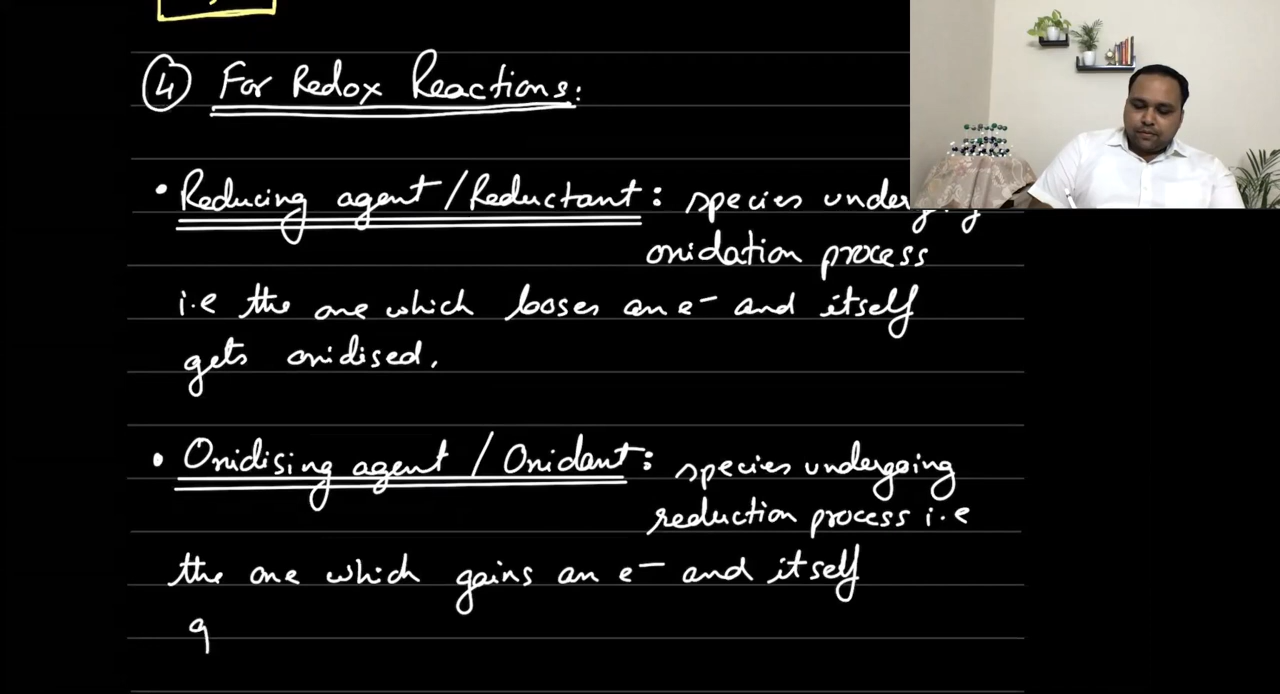 4 For Redox Reactions:
• Reducing agent / Reductant : species undergoing
oxidation process
i.e the one which looses an e⁻ and itself
gets oxidised.
• Oxidising agent / Oxidant : species undergoing
reduction process i.e
the one which gains an e⁻ and itself
g